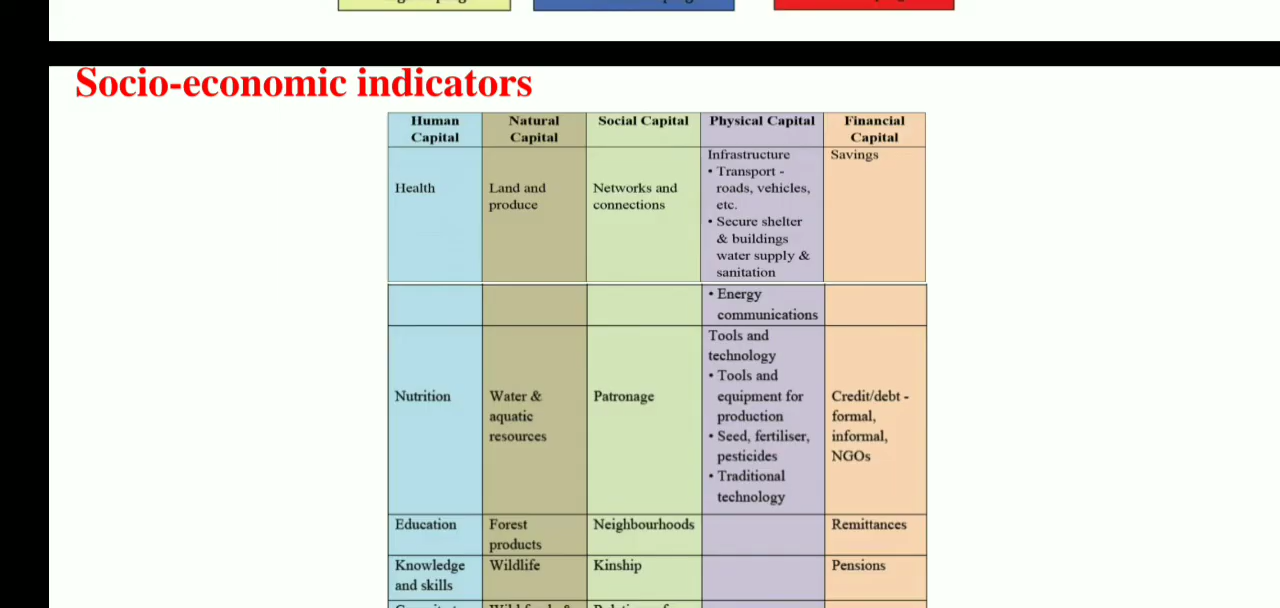 Socio-economic indicators
Human Capital
Natural Capital
Social Capital
Physical Capital
Financial Capital
Health
Land and produce
Networks and connections
Infrastructure
• Transport -
roads, vehicles,
etc.
• Secure shelter
& buildings
water supply &
sanitation
Savings
• Energy
communications
Nutrition
Water &
aquatic
resources
Patronage
Tools and
technology
• Tools and
equipment for
production
• Seed, fertiliser,
pesticides
• Traditional
technology
Credit/debt -
formal,
informal,
NGOs
Education
Forest
products
Neighbourhoods
Remittances
Knowledge
and skills
Wildlife
Kinship
Pensions